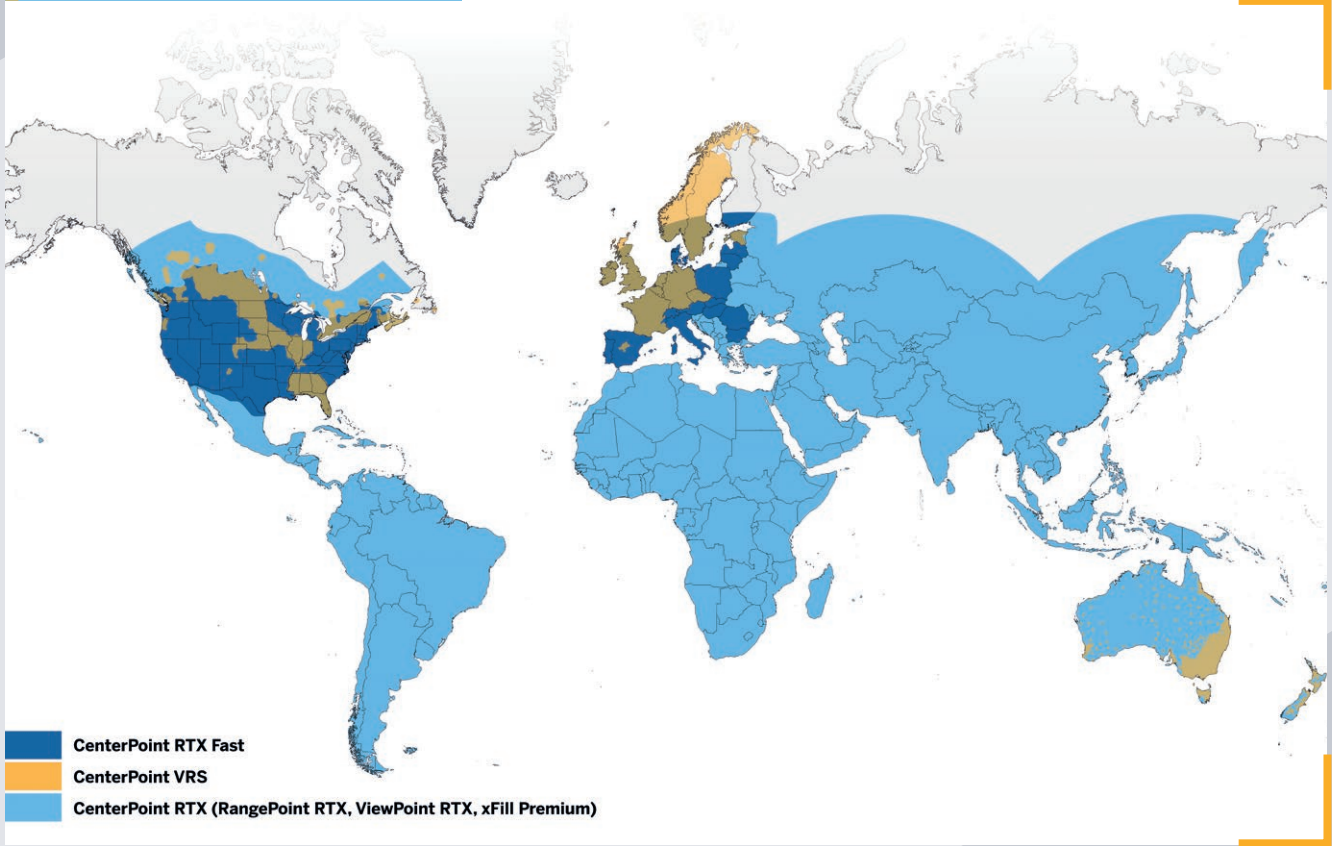 CenterPoint RTX Fast
CenterPoint VRS
CenterPoint RTX (RangePoint RTX, ViewPoint RTX, xFill Premium)